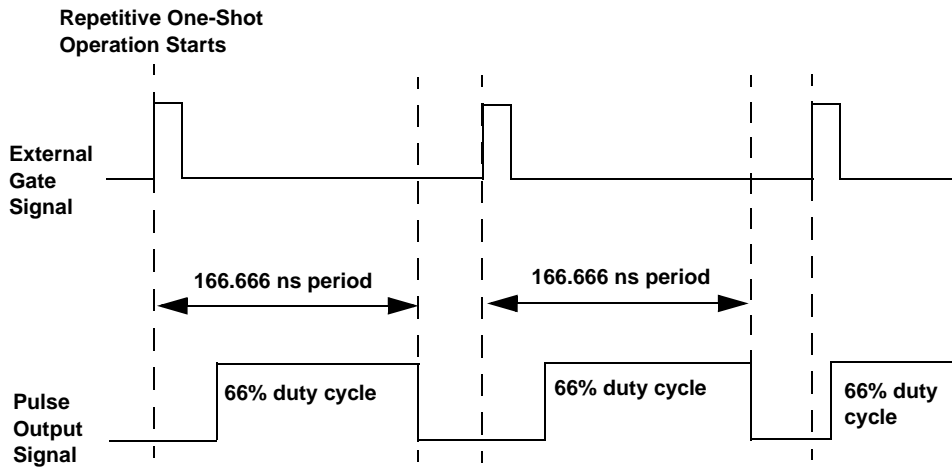 Repetitive One-Shot
Operation Starts
External
Gate
Signal
166.666 ns period
166.666 ns period
66% duty cycle
66% duty cycle
66% duty
cycle
Pulse
Output
Signal